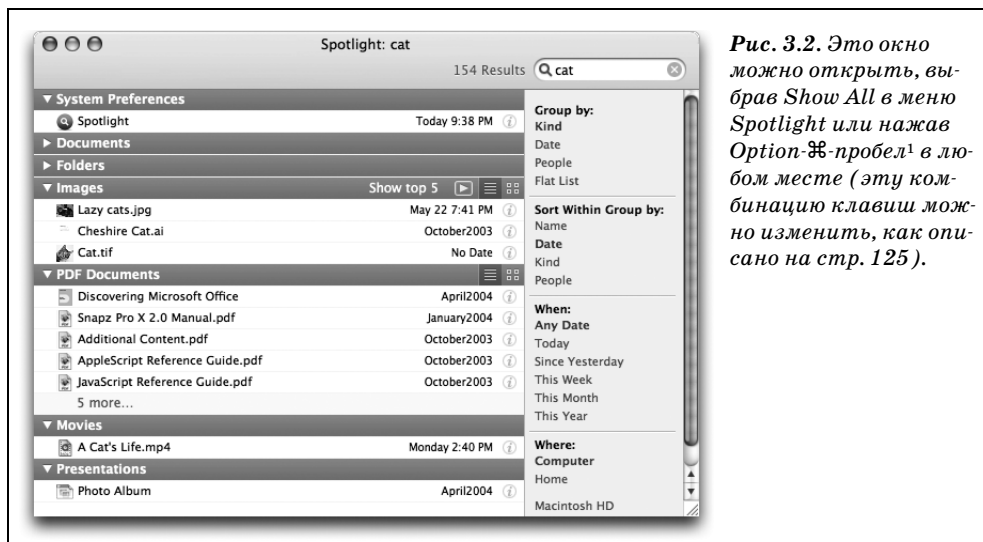 Spotlight: cat
154 Results cat
System Preferences
Spotlight Today 9:38 PM
Documents
Folders
Images Show top 5
Lazy cats.jpg May 22 7:41 PM
Cheshire Cat.ai October2003
Cat.tif No Date
PDF Documents
Discovering Microsoft Office April2004
Snapz Pro X 2.0 Manual.pdf January2004
Additional Content.pdf October2003
AppleScript Reference Guide.pdf October2003
JavaScript Reference Guide.pdf October2003
5 more...
Movies
A Cat's Life.mp4 Monday 2:40 PM
Presentations
Photo Album April2004
Group by:
Kind
Date
People
Flat List
Sort Within Group by:
Name
Date
Kind
People
When:
Any Date
Today
Since Yesterday
This Week
This Month
This Year
Where:
Computer
Home
Macintosh HD
Рис. 3.2. Это окно
можно открыть, вы-
брав Show All в меню
Spotlight или нажав
Option-⌘-пробел¹ в лю-
бом месте (эту ком-
бинацию клавиш мож-
но изменить, как опи-
сано на стр. 125).